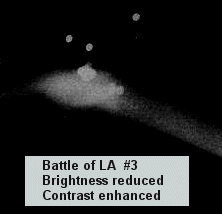 Battle of LA #3
Brightness reduced
Contrast enhanced